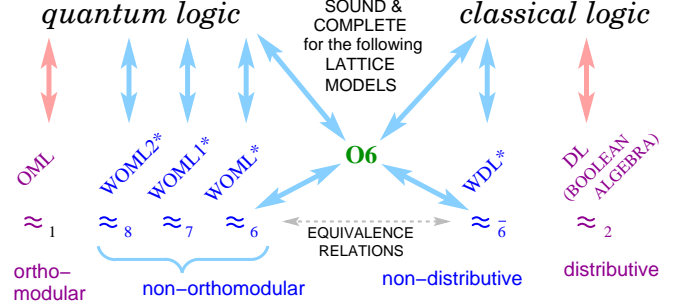 quantum logic
SOUND &
COMPLETE
for the following
LATTICE
MODELS
classical logic
OML
WOML2*
WOML1*
WOML*
O6
WDL*
DL
(BOOLEAN
ALGEBRA)
≈1
≈8
≈7
≈6
EQUIVALENCE
RELATIONS
≈6̄
≈2
ortho–
modular
non–orthomodular
non–distributive
distributive